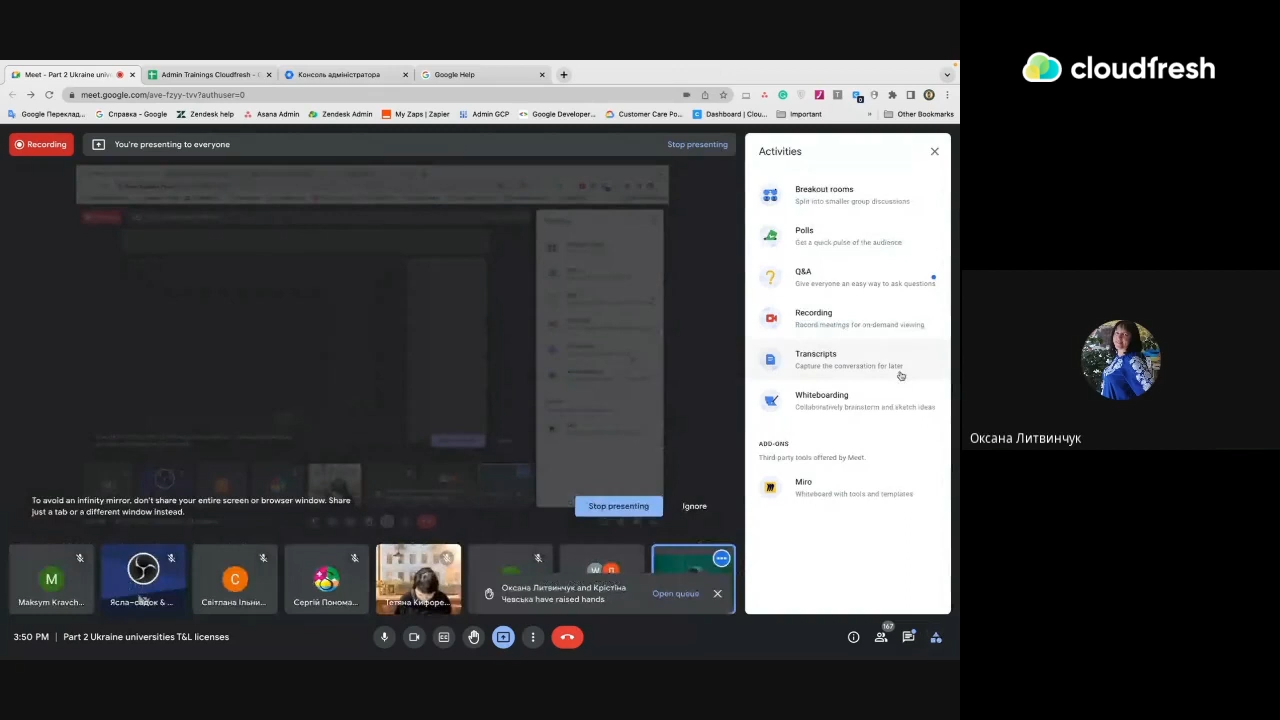 cloudfresh
Meet - Part 2 Ukraine univ
Admin Trainings Cloudfresh -
Консоль адміністратора
Google Help
meet.google.com/ave-fzyy-tvv?authuser=0
Google Переклад...
Справка - Google
Zendesk help
Asana Admin
Zendesk Admin
My Zaps | Zapier
Admin GCP
Google Developer...
Customer Care Po...
Dashboard | Clou...
Important
Other Bookmarks
Recording
You're presenting to everyone
Stop presenting
Activities
Breakout rooms
Split into smaller group discussions
Polls
Get a quick pulse of the audience
Q&A
Give everyone an easy way to ask questions
Recording
Record meetings for on-demand viewing
Transcripts
Capture the conversation for later
Whiteboarding
Collaboratively brainstorm and sketch ideas
ADD-ONS
Third-party tools offered by Meet.
Miro
Whiteboard with tools and templates
To avoid an infinity mirror, don't share your entire screen or browser window. Share
just a tab or a different window instead.
Stop presenting
Ignore
M
Maksym Kravch...
Ясла-садок & ...
C
Світлана Ільни...
Сергій Понома...
Тетяна Кифоре...
Оксана Литвинчук and Крістіна
Чевська have raised hands
Open queue
3:50 PM | Part 2 Ukraine universities T&L licenses
167
Оксана Литвинчук